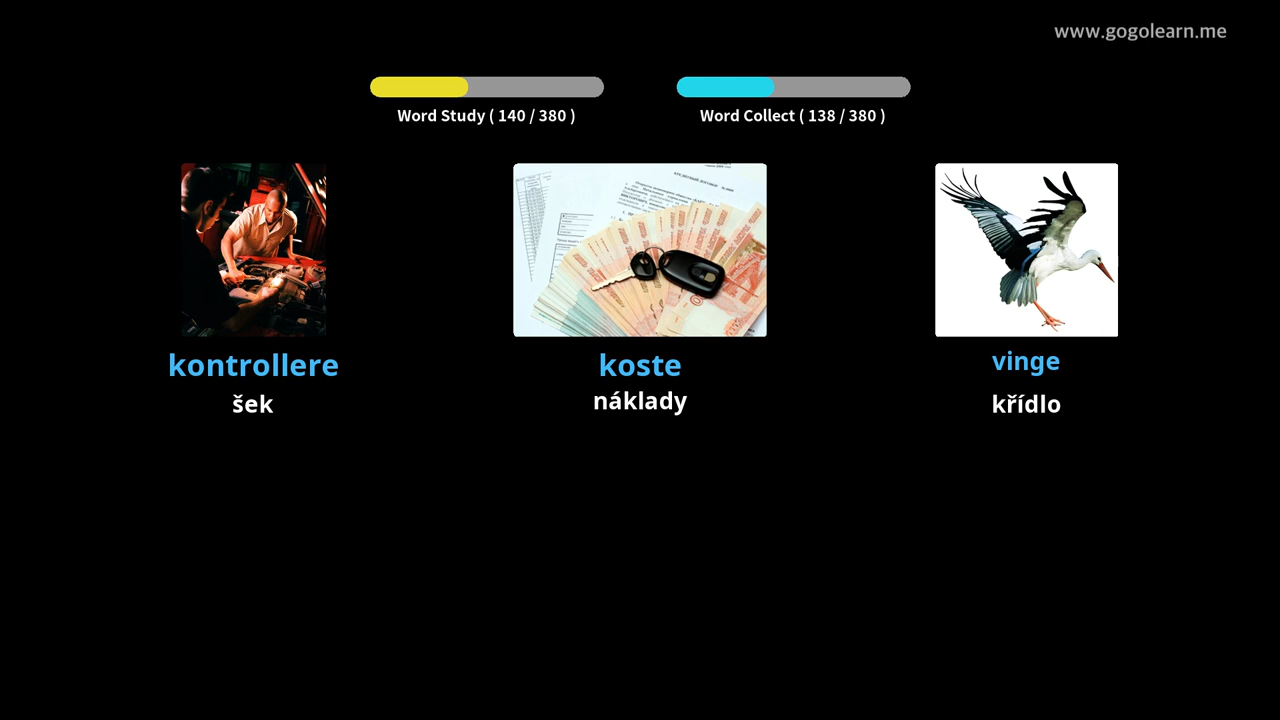 www.gogolearn.me
Word Study ( 140 / 380 )
Word Collect ( 138 / 380 )
kontrollere
koste
vinge
šek
náklady
křídlo